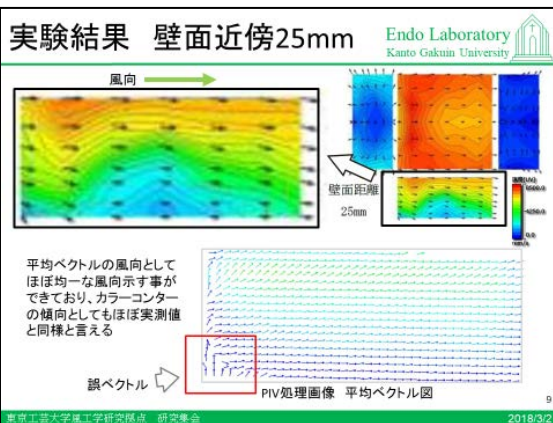 実験結果　壁面近傍25mm
Endo Laboratory
Kanto Gakuin University
風向
壁面距離
25mm
0.0
平均ベクトルの風向として
ほぼ均一な風向示す事が
できており、カラーコンター
の傾向としてもほぼ実測値
と同様と言える
誤ベクトル
PIV処理画像　平均ベクトル図
9
東京工芸大学風工学研究拠点　研究集会
2018/3/2